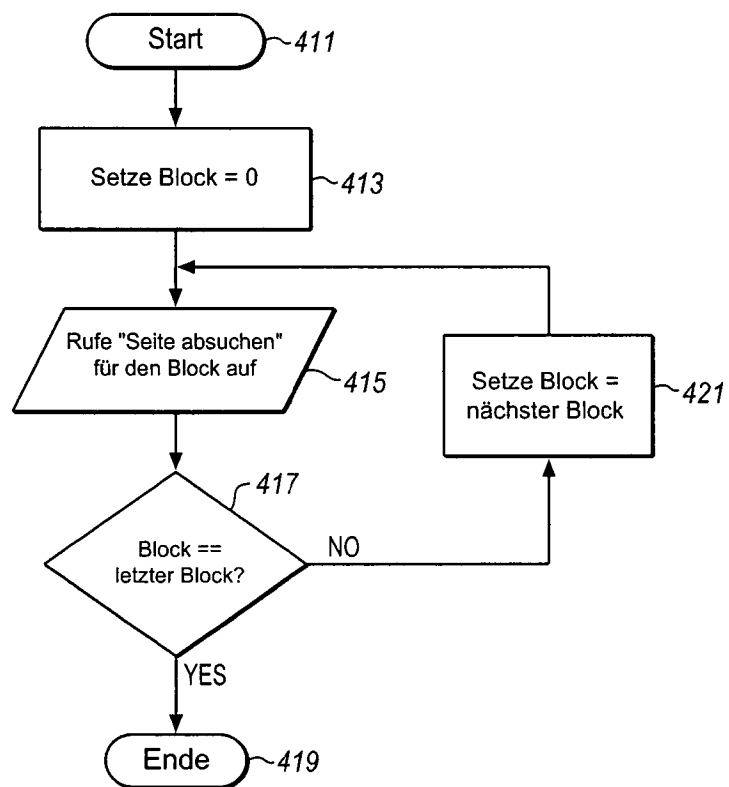 Start
411
Setze Block = 0
413
Rufe "Seite absuchen"
für den Block auf
415
Setze Block =
nächster Block
421
417
Block ==
letzter Block?
NO
YES
Ende
419